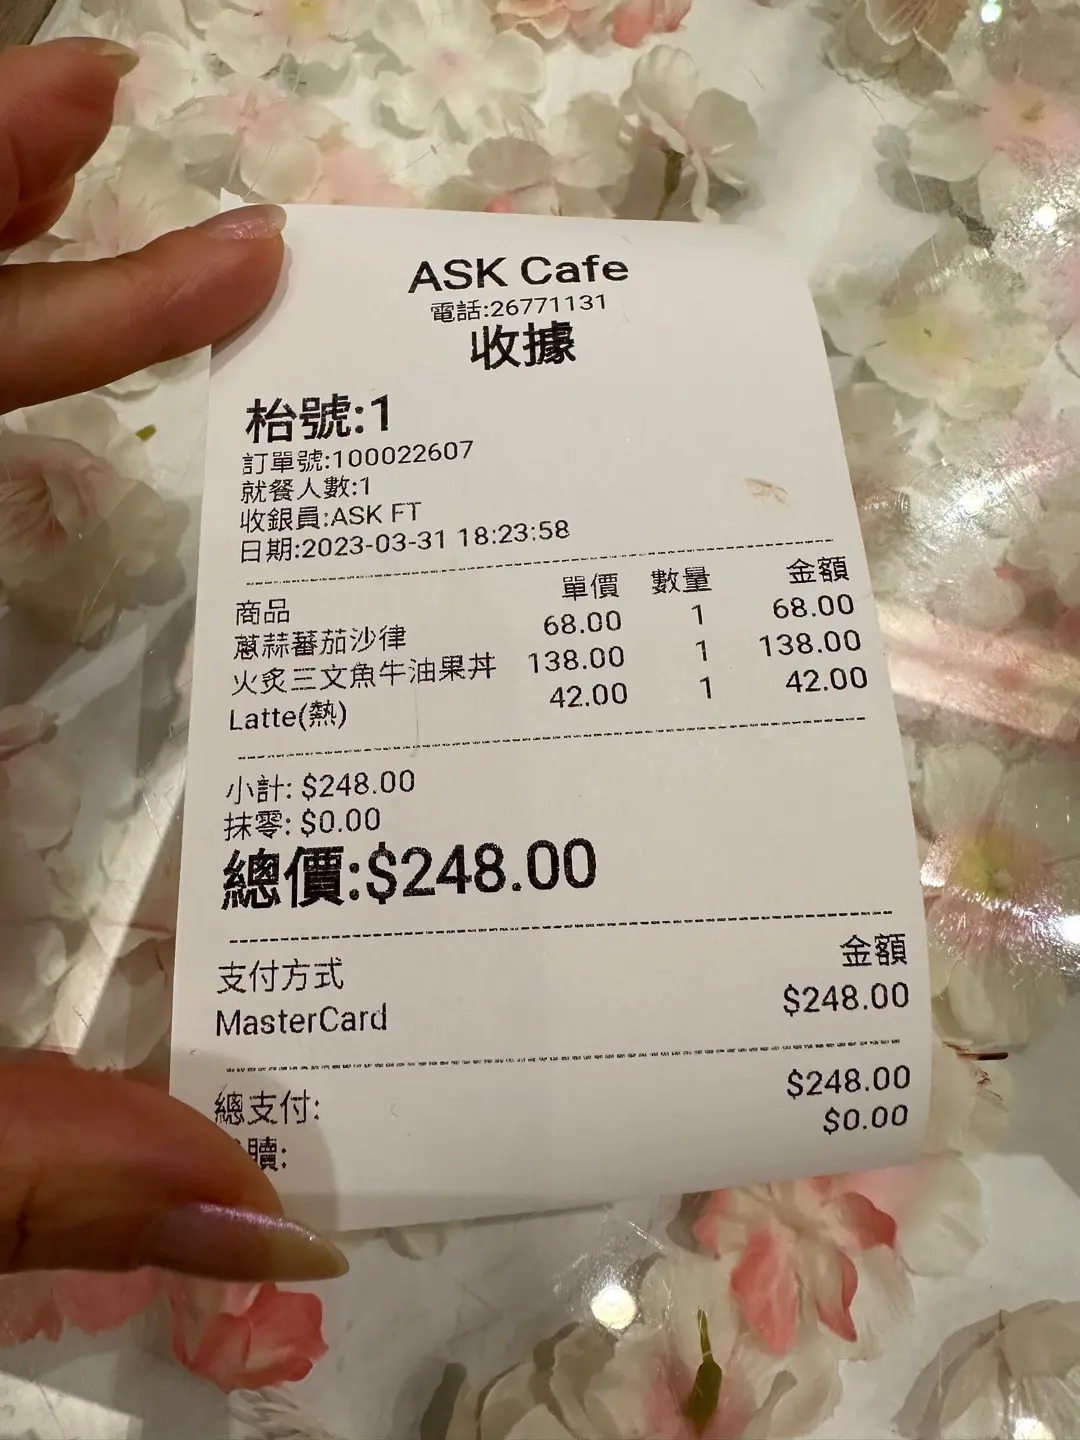 ASK Cafe
電話:26771131
收據
枱號:1
訂單號:100022607
就餐人數:1
收銀員:ASK FT
日期:2023-03-31 18:23:58
商品 單價 數量 金額
蔥蒜蕃茄沙律 68.00 1 68.00
火炙三文魚牛油果丼 138.00 1 138.00
Latte(熱) 42.00 1 42.00
小計: $248.00
抹零: $0.00
總價:$248.00
支付方式 金額
MasterCard $248.00
總支付: $248.00
贖: $0.00